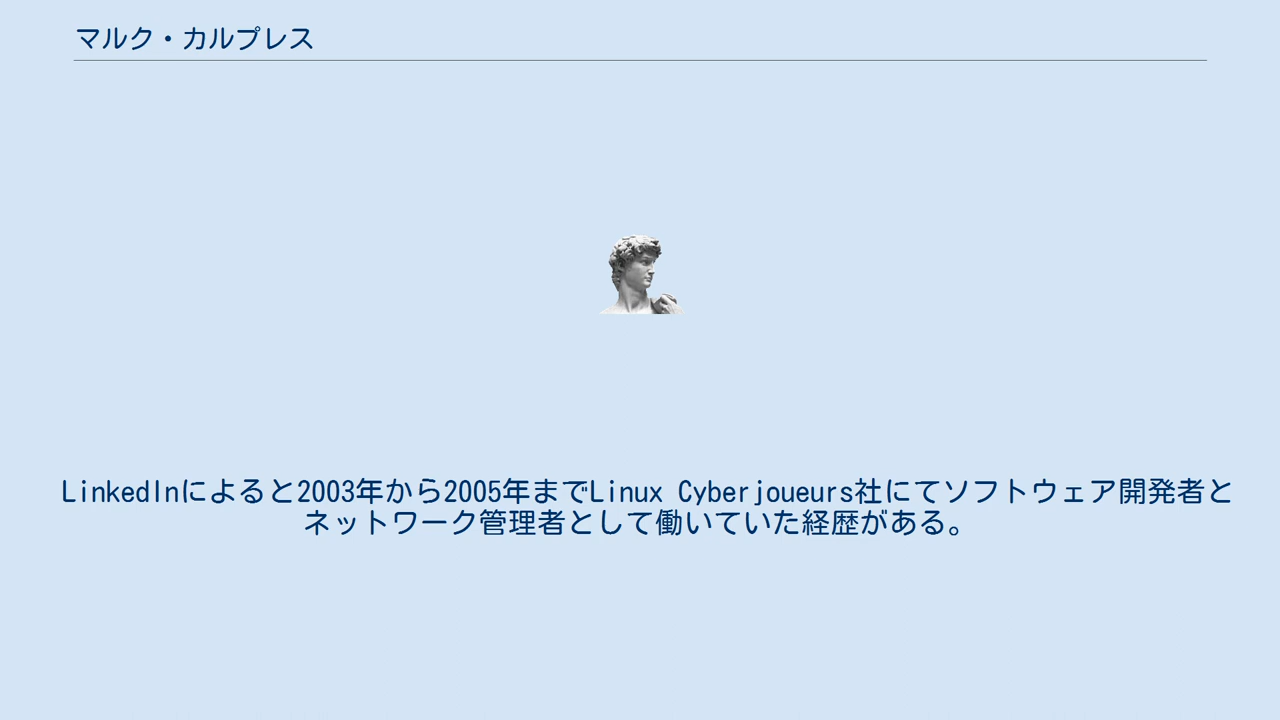 マルク・カルプレス
LinkedInによると2003年から2005年までLinux Cyberjoueurs社にてソフトウェア開発者と
ネットワーク管理者として働いていた経歴がある。